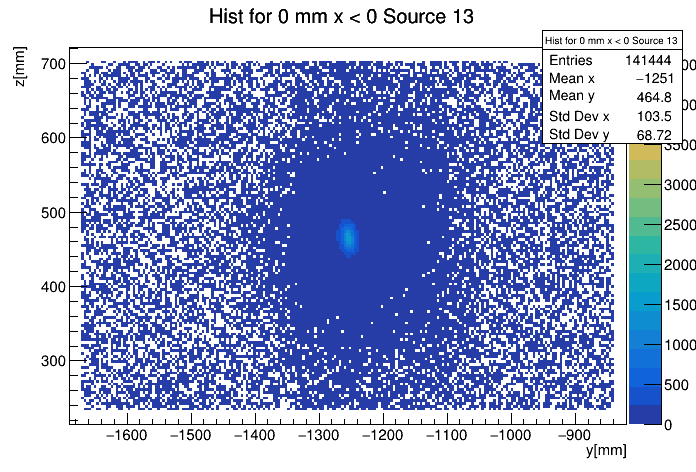 Hist for 0 mm x < 0 Source 13
Hist for 0 mm x < 0 Source 13
Entries 141444
Mean x −1251
Mean y 464.8
Std Dev x 103.5
Std Dev y 68.72
z[mm]
700
600
500
400
300
−1600 −1500 −1400 −1300 −1200 −1100 −1000 −900
y[mm]
3500
3000
2500
2000
1500
1000
500
0